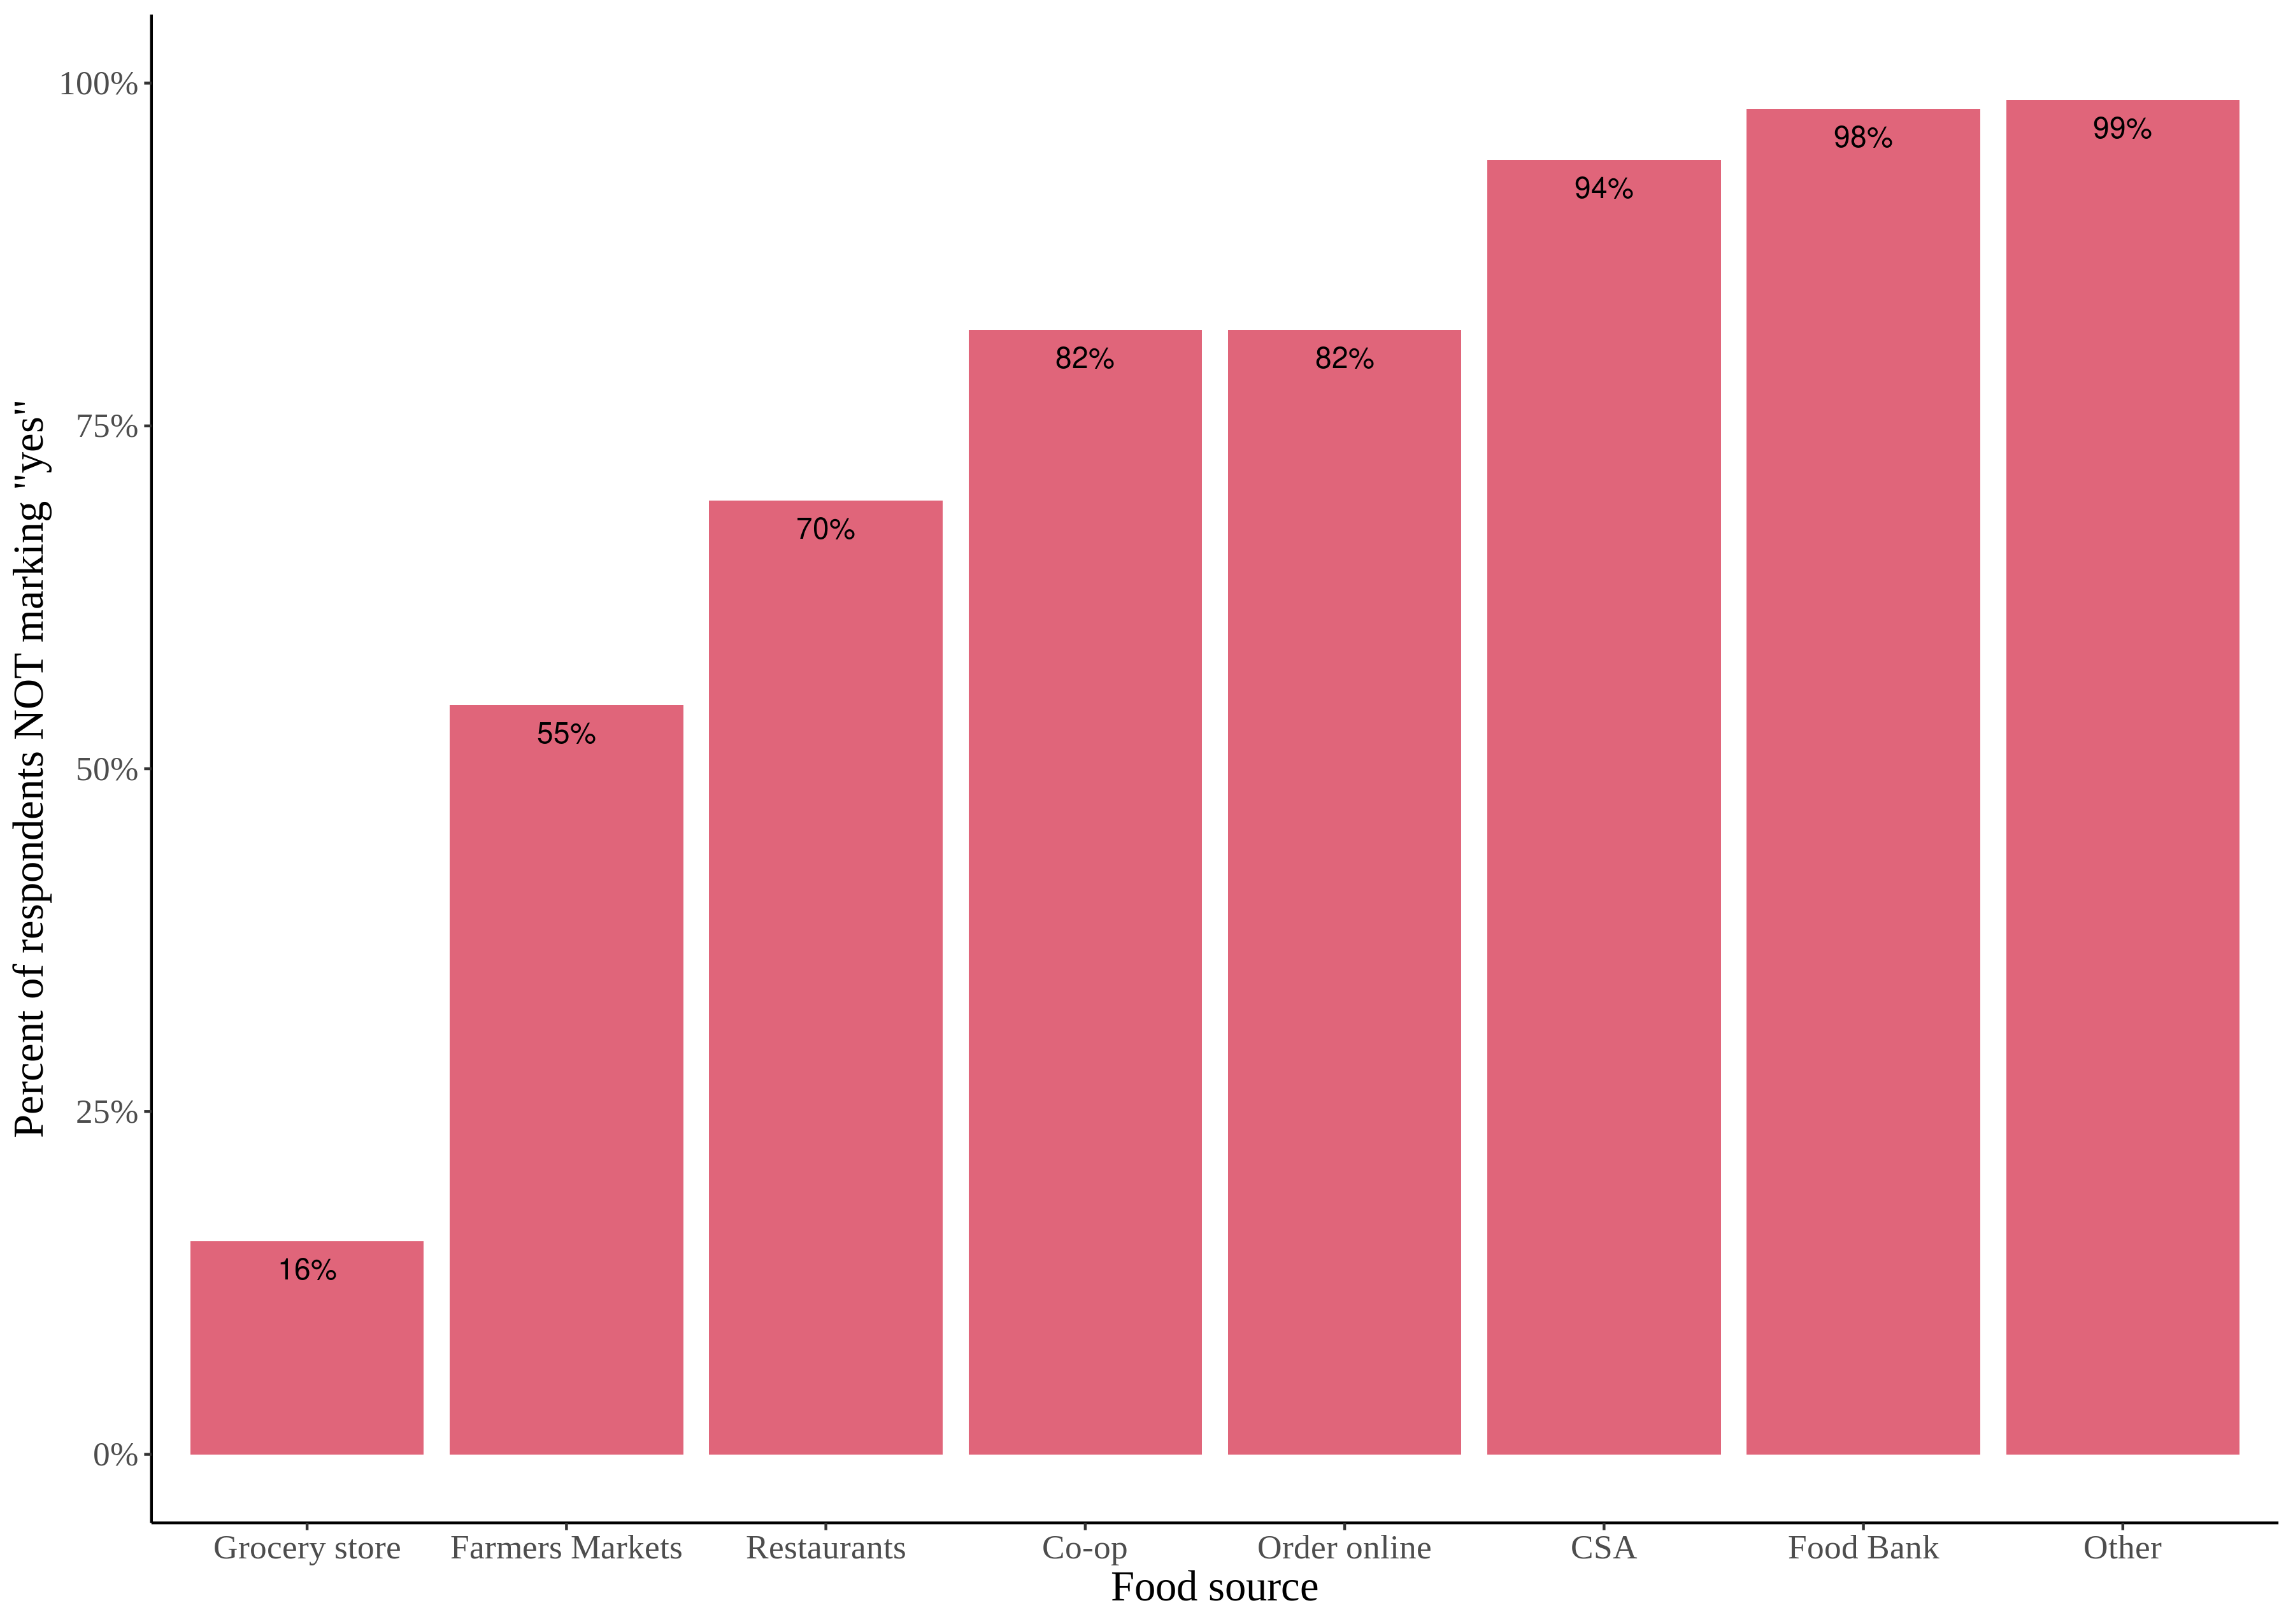 Percent of respondents NOT marking "yes"
100%
75%
50%
25%
0%
16%
55%
70%
82%
82%
94%
98%
99%
Grocery store
Farmers Markets
Restaurants
Co-op
Order online
CSA
Food Bank
Other
Food source